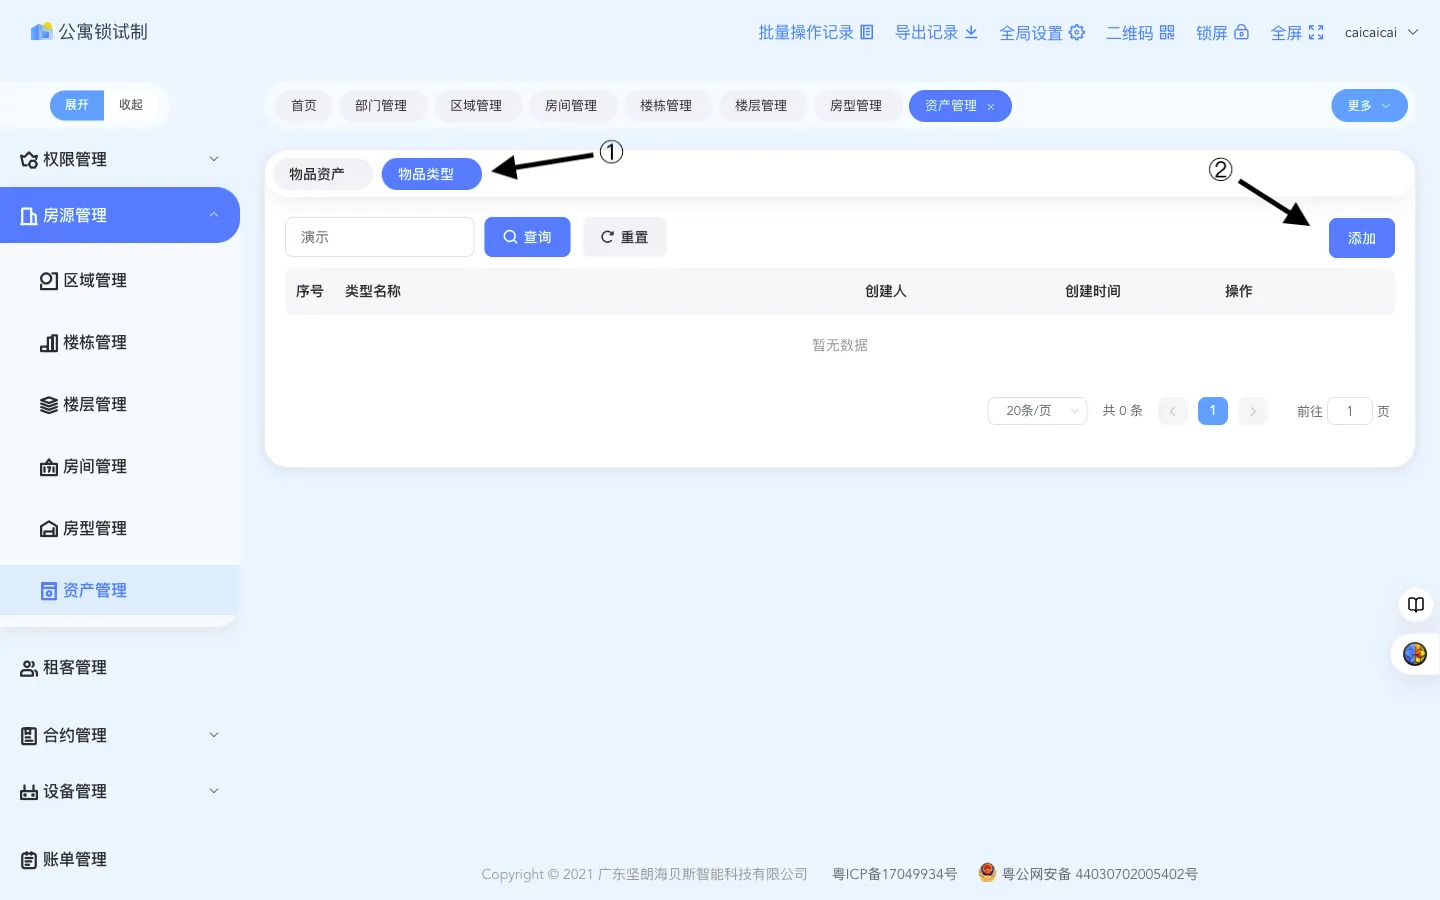 公寓锁试制
批量操作记录 导出记录 全局设置 二维码 锁屏 全屏 caicaicai
展开 收起
首页 部门管理 区域管理 房间管理 楼栋管理 楼层管理 房型管理 资产管理 × 更多
权限管理
房源管理
区域管理
楼栋管理
楼层管理
房间管理
房型管理
资产管理
租客管理
合约管理
设备管理
账单管理
物品资产 物品类型 ① ②
演示 查询 重置 添加
序号 类型名称 创建人 创建时间 操作
暂无数据
20条/页 共 0 条 < 1 > 前往 1 页
Copyright © 2021 广东坚朗海贝斯智能科技有限公司 粤ICP备17049934号 粤公网安备 44030702005402号